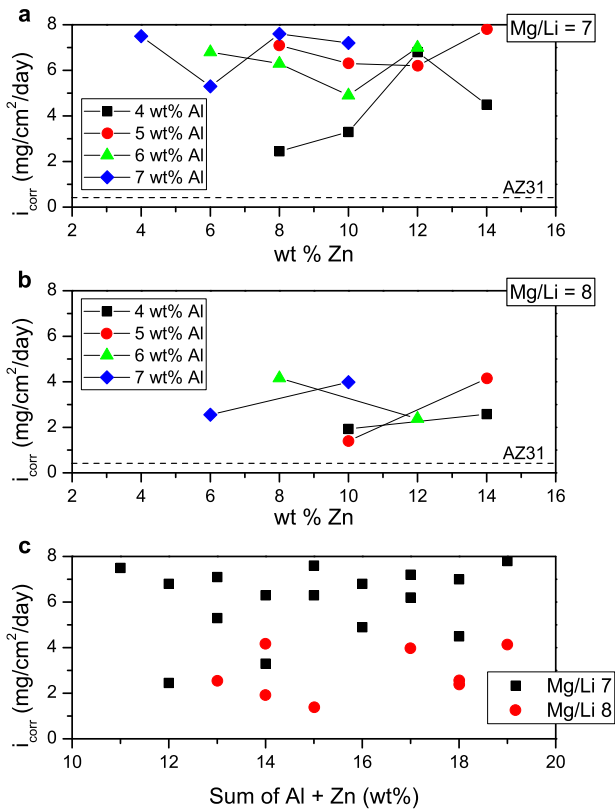 a
Mg/Li = 7
8
6
4
2
0
i_corr (mg/cm²/day)
4 wt% Al
5 wt% Al
6 wt% Al
7 wt% Al
AZ31
2 4 6 8 10 12 14 16
wt % Zn
b
Mg/Li = 8
8
6
4
2
0
i_corr (mg/cm²/day)
4 wt% Al
5 wt% Al
6 wt% Al
7 wt% Al
AZ31
2 4 6 8 10 12 14 16
wt % Zn
c
8
6
4
2
0
i_corr (mg/cm²/day)
Mg/Li 7
Mg/Li 8
10 12 14 16 18 20
Sum of Al + Zn (wt%)